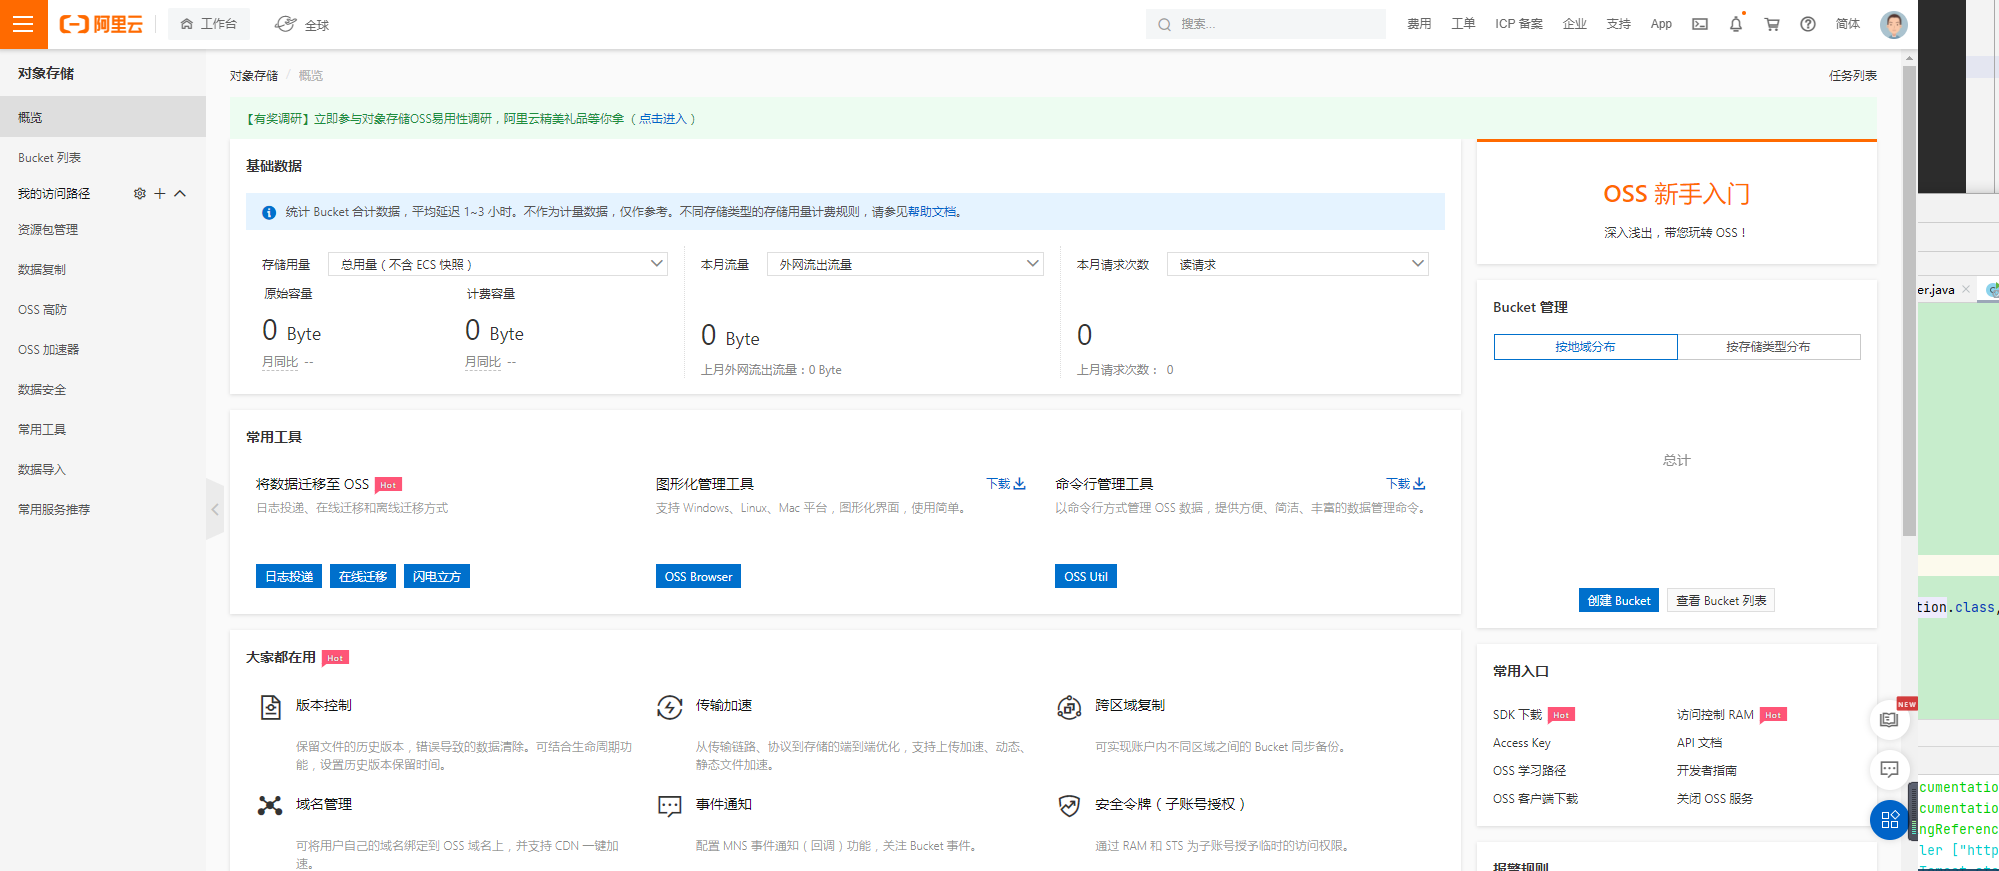 阿里云
工作台
全球
搜索...
费用
工单
ICP 备案
企业
支持
App
简体
对象存储
概览
Bucket 列表
我的访问路径
资源包管理
数据复制
OSS 高防
OSS 加速器
数据安全
常用工具
数据导入
常用服务推荐
对象存储 / 概览
任务列表
【有奖调研】立即参与对象存储OSS易用性调研，阿里云精美礼品等你拿（点击进入）
基础数据
统计 Bucket 合计数据，平均延迟 1~3 小时。不作为计量数据，仅作参考。不同存储类型的存储用量计费规则，请参见帮助文档。
存储用量
总用量（不含 ECS 快照）
原始容量
计费容量
0 Byte
0 Byte
月同比 --
月同比 --
本月流量
外网流出流量
0 Byte
上月外网流出流量：0 Byte
本月请求次数
读请求
0
上月请求次数： 0
常用工具
将数据迁移至 OSS Hot
日志投递、在线迁移和离线迁移方式
日志投递
在线迁移
闪电立方
图形化管理工具
下载
支持 Windows、Linux、Mac 平台，图形化界面，使用简单。
OSS Browser
命令行管理工具
下载
以命令行方式管理 OSS 数据，提供方便、简洁、丰富的数据管理命令。
OSS Util
大家都在用 Hot
版本控制
保留文件的历史版本，错误导致的数据清除。可结合生命周期功
能，设置历史版本保留时间。
传输加速
从传输链路、协议到存储的端到端优化，支持上传加速、动态、
静态文件加速。
跨区域复制
可实现账户内不同区域之间的 Bucket 同步备份。
域名管理
可将用户自己的域名绑定到 OSS 域名上，并支持 CDN 一键加
速。
事件通知
配置 MNS 事件通知（回调）功能，关注 Bucket 事件。
安全令牌（子账号授权）
通过 RAM 和 STS 为子账号授予临时的访问权限。
OSS 新手入门
深入浅出，带您玩转 OSS！
Bucket 管理
按地域分布
按存储类型分布
总计
创建 Bucket
查看 Bucket 列表
常用入口
SDK 下载 Hot
访问控制 RAM Hot
Access Key
API 文档
OSS 学习路径
开发者指南
OSS 客户端下载
关闭 OSS 服务
报警规则
NEW
er.java
tion.class,
cumentatio
cumentatio
ngReferenc
ler ["http